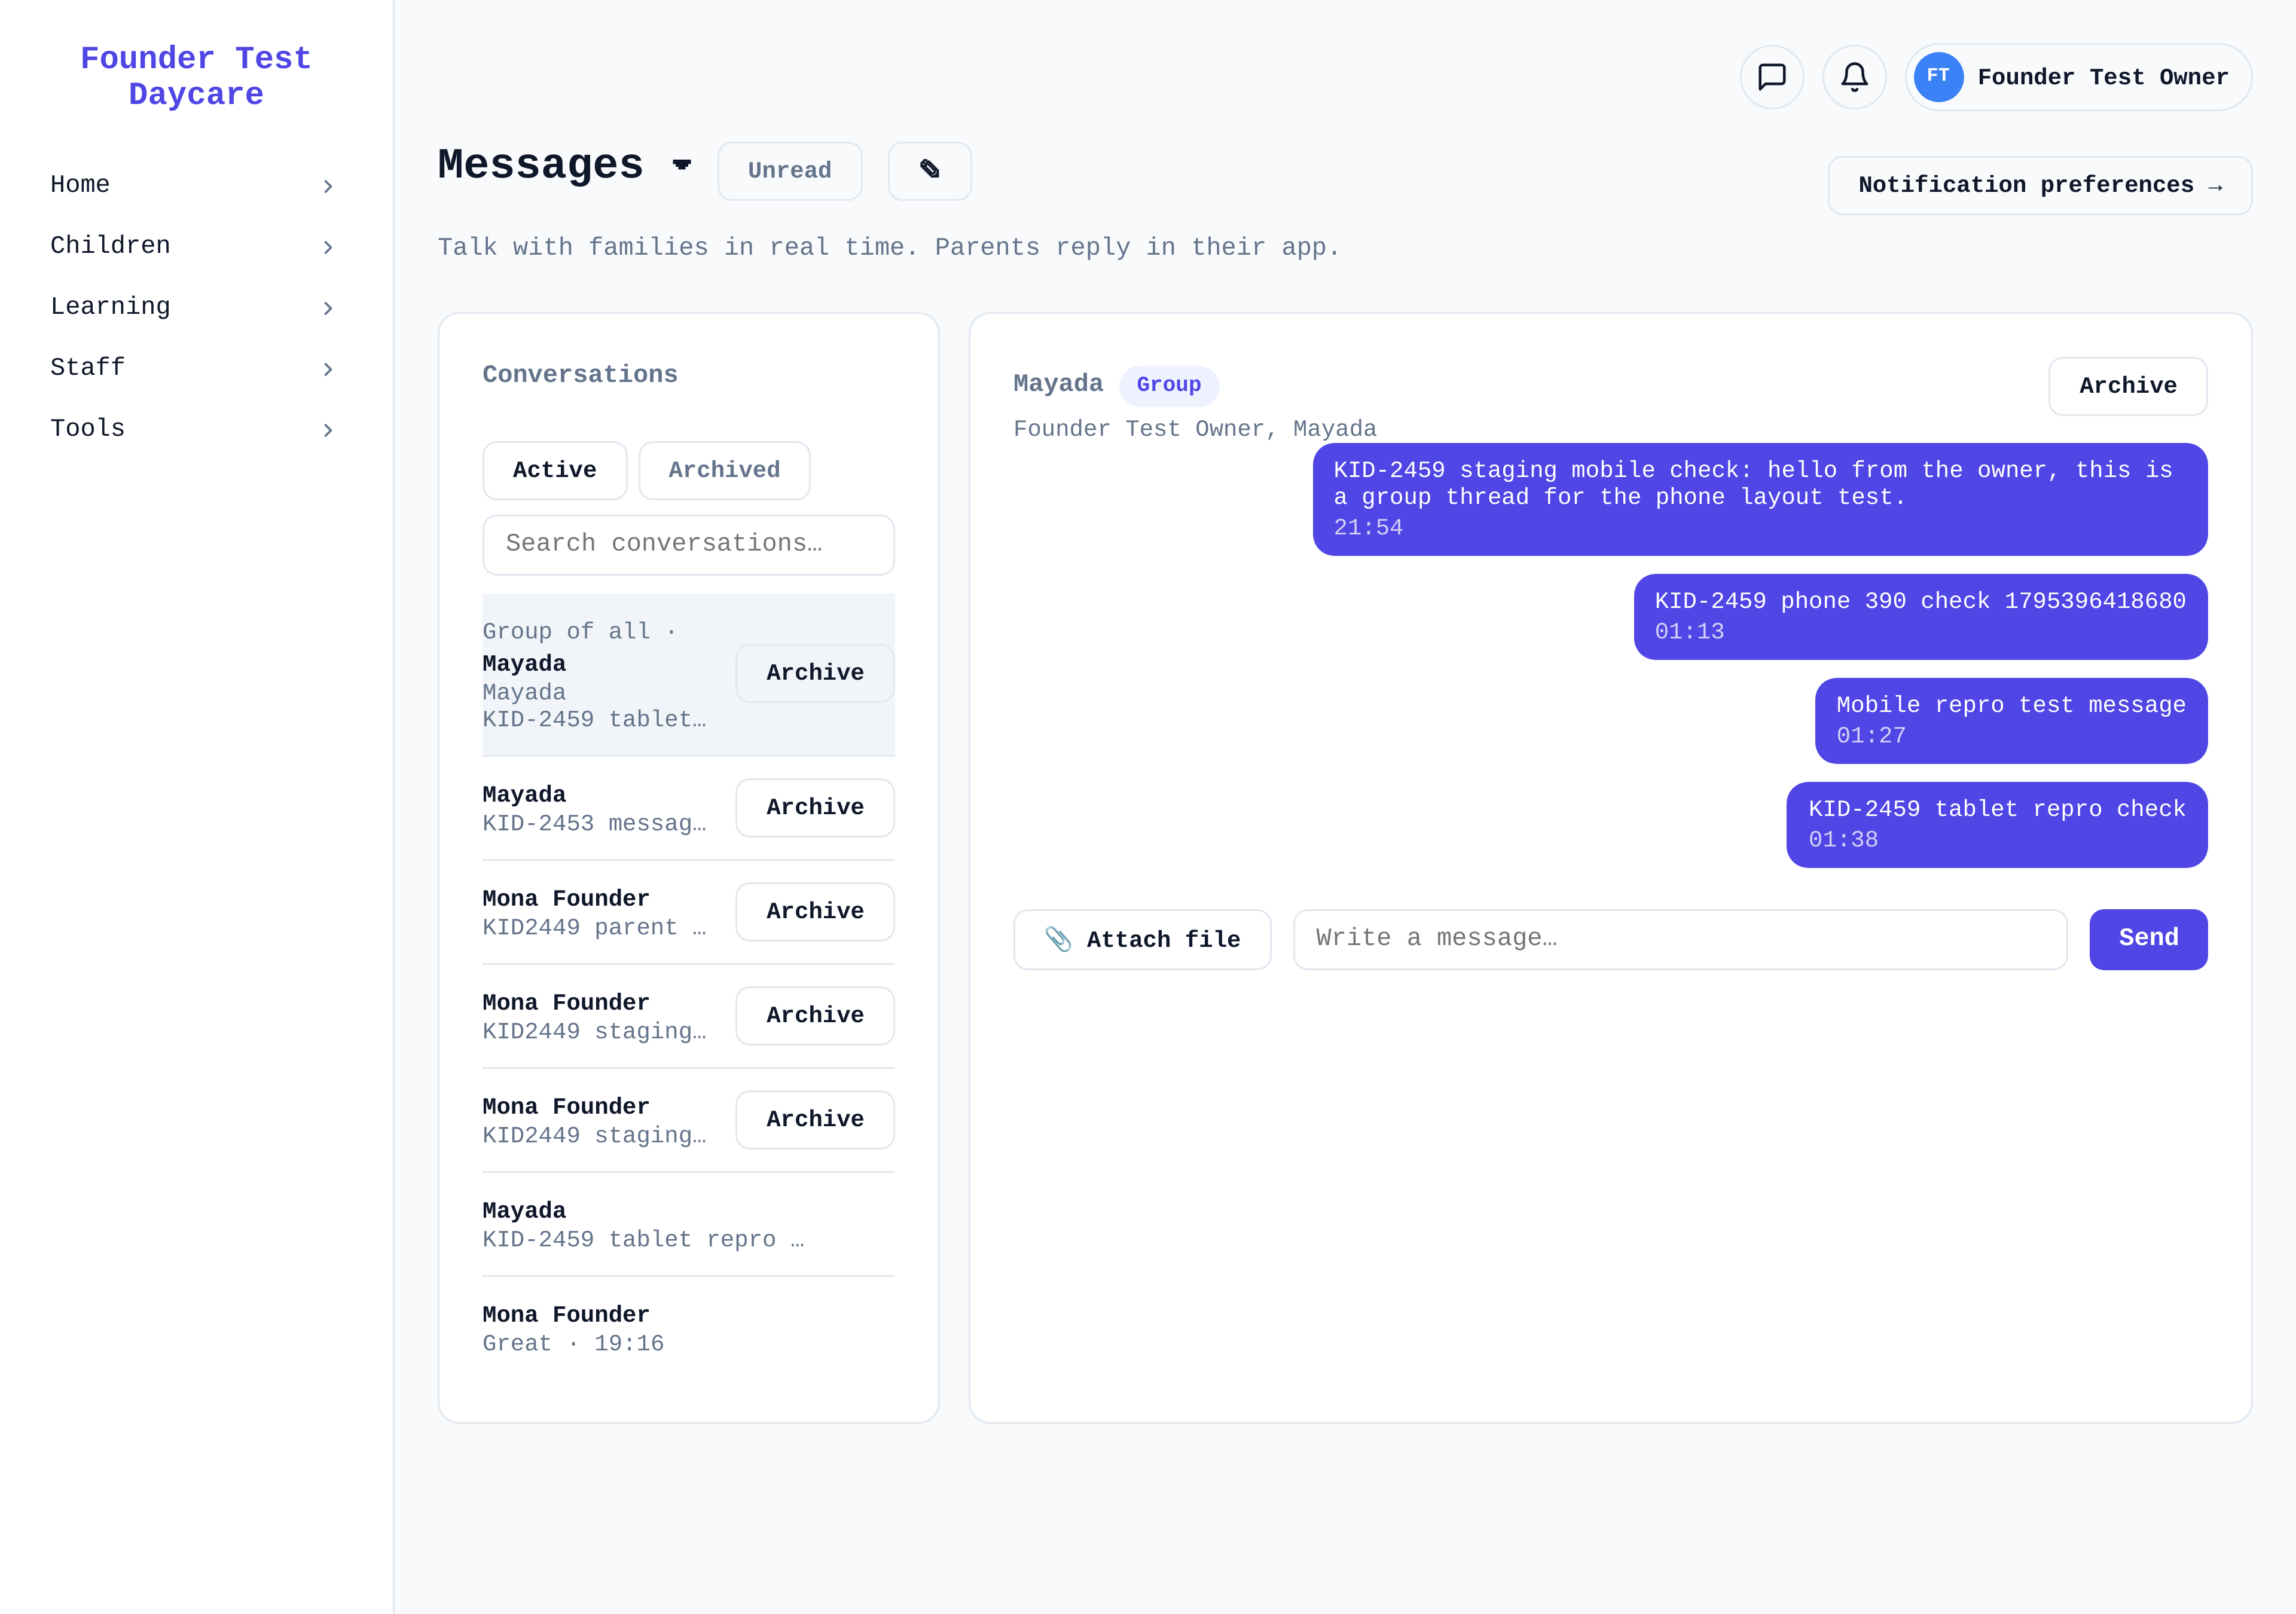 Founder Test
Daycare
Home
Children
Learning
Staff
Tools
FT
Founder Test Owner
Messages
Unread
Notification preferences →
Talk with families in real time. Parents reply in their app.
Conversations
Active
Archived
Search conversations…
Group of all ·
Mayada
Mayada
KID-2459 tablet…
Archive
Mayada
KID-2453 messag…
Archive
Mona Founder
KID2449 parent …
Archive
Mona Founder
KID2449 staging…
Archive
Mona Founder
KID2449 staging…
Archive
Mayada
KID-2459 tablet repro …
Mona Founder
Great · 19:16
Mayada
Group
Archive
Founder Test Owner, Mayada
KID-2459 staging mobile check: hello from the owner, this is
a group thread for the phone layout test.
21:54
KID-2459 phone 390 check 1795396418680
01:13
Mobile repro test message
01:27
KID-2459 tablet repro check
01:38
Attach file
Write a message…
Send